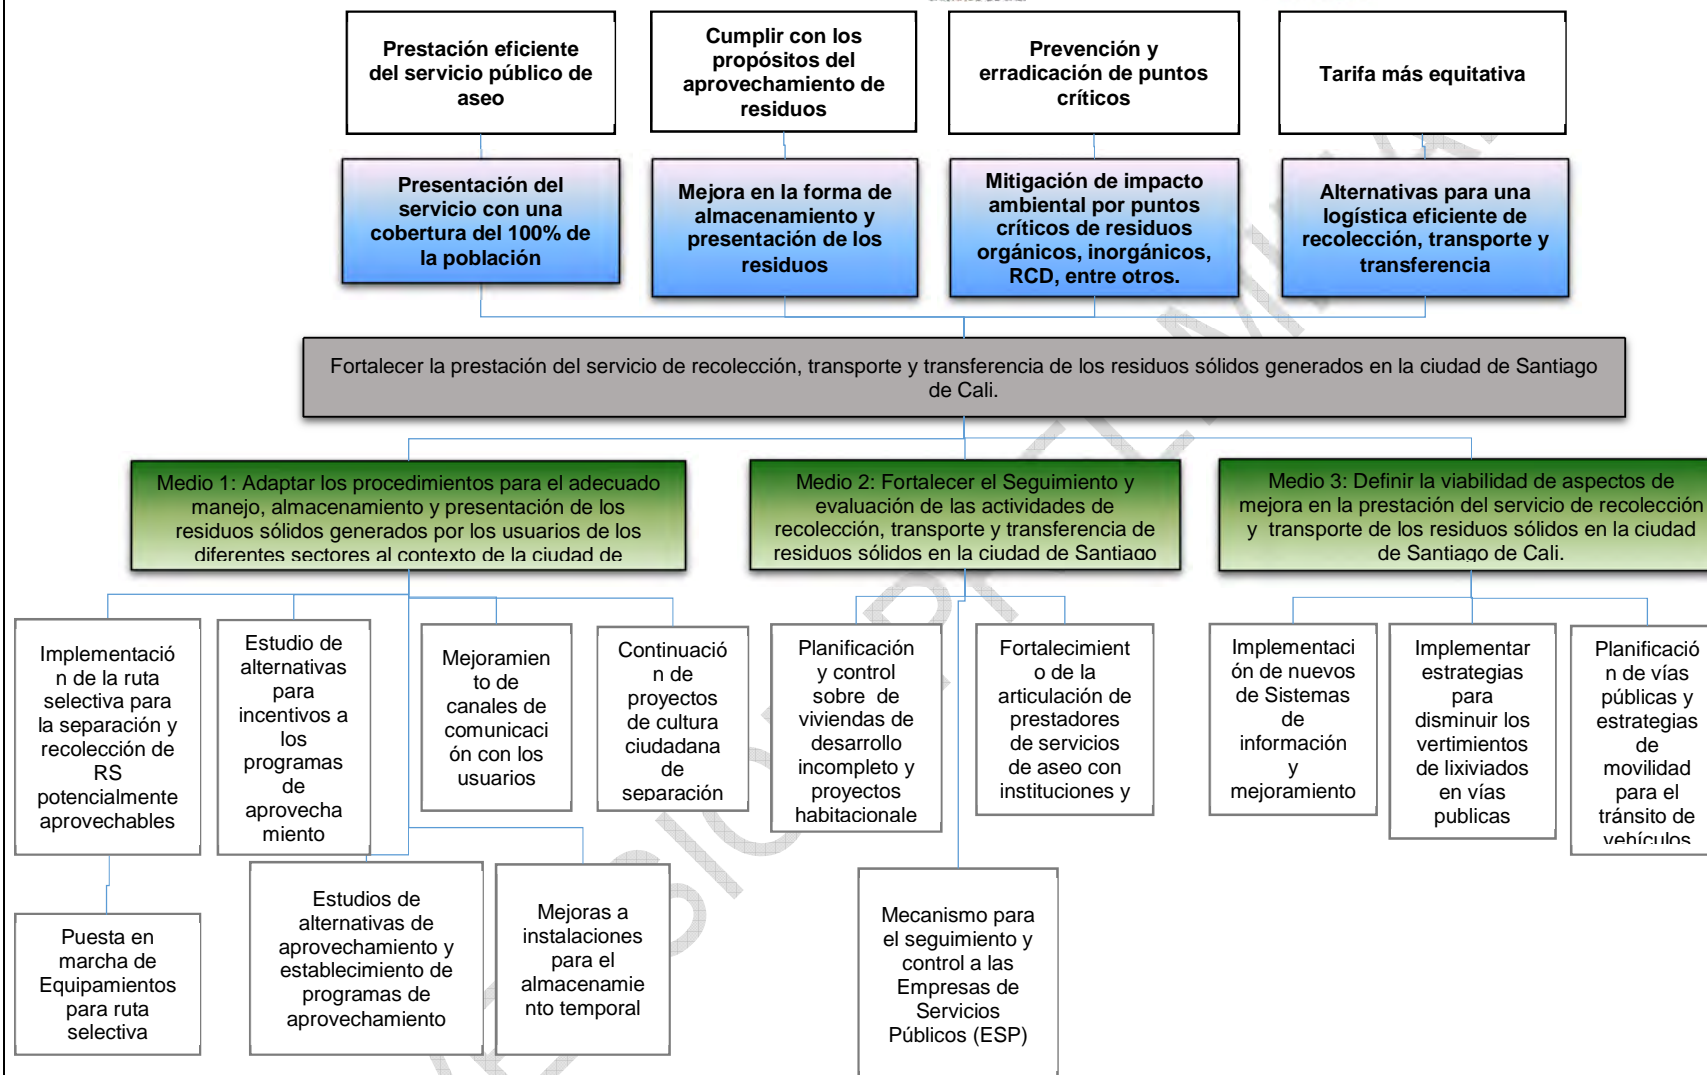 Prestación eficiente
del servicio público de
aseo
Cumplir con los
propósitos del
aprovechamiento de
residuos
Prevención y
erradicación de puntos
críticos
Tarifa más equitativa
Presentación del
servicio con una
cobertura del 100% de
la población
Mejora en la forma de
almacenamiento y
presentación de los
residuos
Mitigación de impacto
ambiental por puntos
críticos de residuos
orgánicos, inorgánicos,
RCD, entre otros.
Alternativas para una
logística eficiente de
recolección, transporte y
transferencia
Fortalecer la prestación del servicio de recolección, transporte y transferencia de los residuos sólidos generados en la ciudad de Santiago
de Cali.
Medio 1: Adaptar los procedimientos para el adecuado
manejo, almacenamiento y presentación de los
residuos sólidos generados por los usuarios de los
diferentes sectores al contexto de la ciudad de
Medio 2: Fortalecer el Seguimiento y
evaluación de las actividades de
recolección, transporte y transferencia de
residuos sólidos en la ciudad de Santiago
Medio 3: Definir la viabilidad de aspectos de
mejora en la prestación del servicio de recolección
y transporte de los residuos sólidos en la ciudad
de Santiago de Cali.
Implementació
n de la ruta
selectiva para
la separación y
recolección de
RS
potencialmente
aprovechables
Estudio de
alternativas
para
incentivos a
los
programas
de
aprovecha
miento
Mejoramien
to de
canales de
comunicaci
ón con los
usuarios
Continuació
n de
proyectos
de cultura
ciudadana
de
separación
Planificación
y control
sobre de
viviendas de
desarrollo
incompleto y
proyectos
habitacionale
Fortalecimient
o de la
articulación de
prestadores
de servicios
de aseo con
instituciones y
Implementaci
ón de nuevos
de Sistemas
de
información
y
mejoramiento
Implementar
estrategias
para
disminuir los
vertimientos
de lixiviados
en vías
publicas
Planificació
n de vías
públicas y
estrategias
de
movilidad
para el
tránsito de
vehículos
Puesta en
marcha de
Equipamientos
para ruta
selectiva
Estudios de
alternativas de
aprovechamiento y
establecimiento de
programas de
aprovechamiento
Mejoras a
instalaciones
para el
almacenamie
nto temporal
Mecanismo para
el seguimiento y
control a las
Empresas de
Servicios
Públicos (ESP)